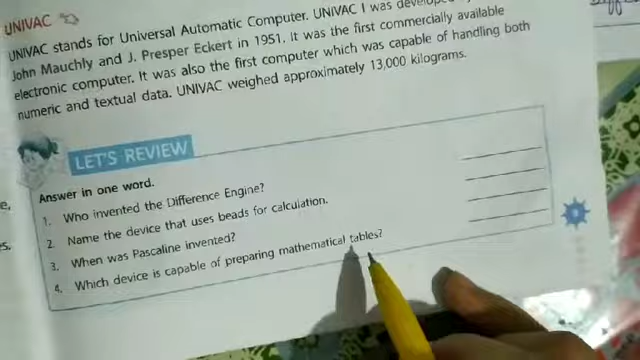 UNIVAC
UNIVAC stands for Universal Automatic Computer. UNIVAC I was developed
John Mauchly and J. Presper Eckert in 1951. It was the first commercially available
electronic computer. It was also the first computer which was capable of handling both
numeric and textual data. UNIVAC weighed approximately 13,000 kilograms.
LET'S REVIEW
Answer in one word.
1. Who invented the Difference Engine?
2. Name the device that uses beads for calculation.
3. When was Pascaline invented?
4. Which device is capable of preparing mathematical tables?